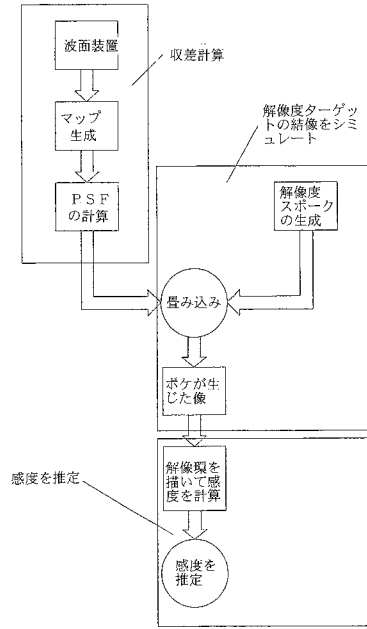 波面装置
収差計算
マップ
生成
解像度ターゲッ
トの結像をシミ
ュレート
ＰＳＦ
の計算
解像度
スポーク
の生成
畳み込み
ボケが生
じた像
解像環を
描いて感
度を計算
感度を推定
感度を
推定